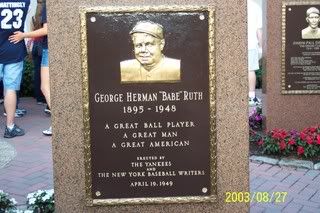 MATTINGLY
23
GEORGE HERMAN "BABE" RUTH
1895 - 1948
A GREAT BALL PLAYER
A GREAT MAN
A GREAT AMERICAN
ERECTED BY
THE YANKEES
AND
THE NEW YORK BASEBALL WRITERS
APRIL 19, 1949
2003/08/27